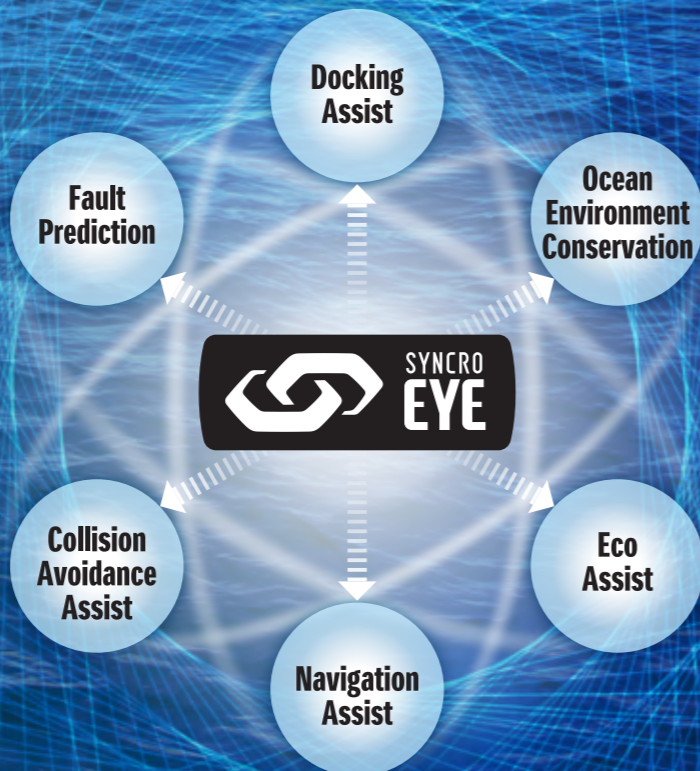 Docking
Assist
Fault
Prediction
Ocean
Environment
Conservation
SYNCRO
EYE
Collision
Avoidance
Assist
Eco
Assist
Navigation
Assist